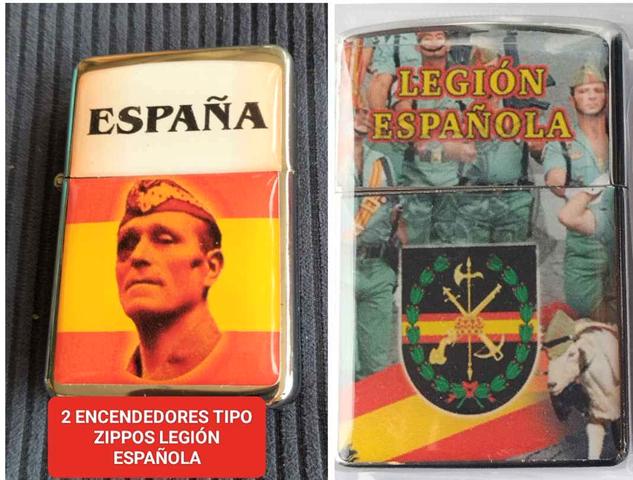 ESPAÑA
2 ENCENDEDORES TIPO
ZIPPOS LEGIÓN
ESPAÑOLA
LEGIÓN
ESPAÑOLA